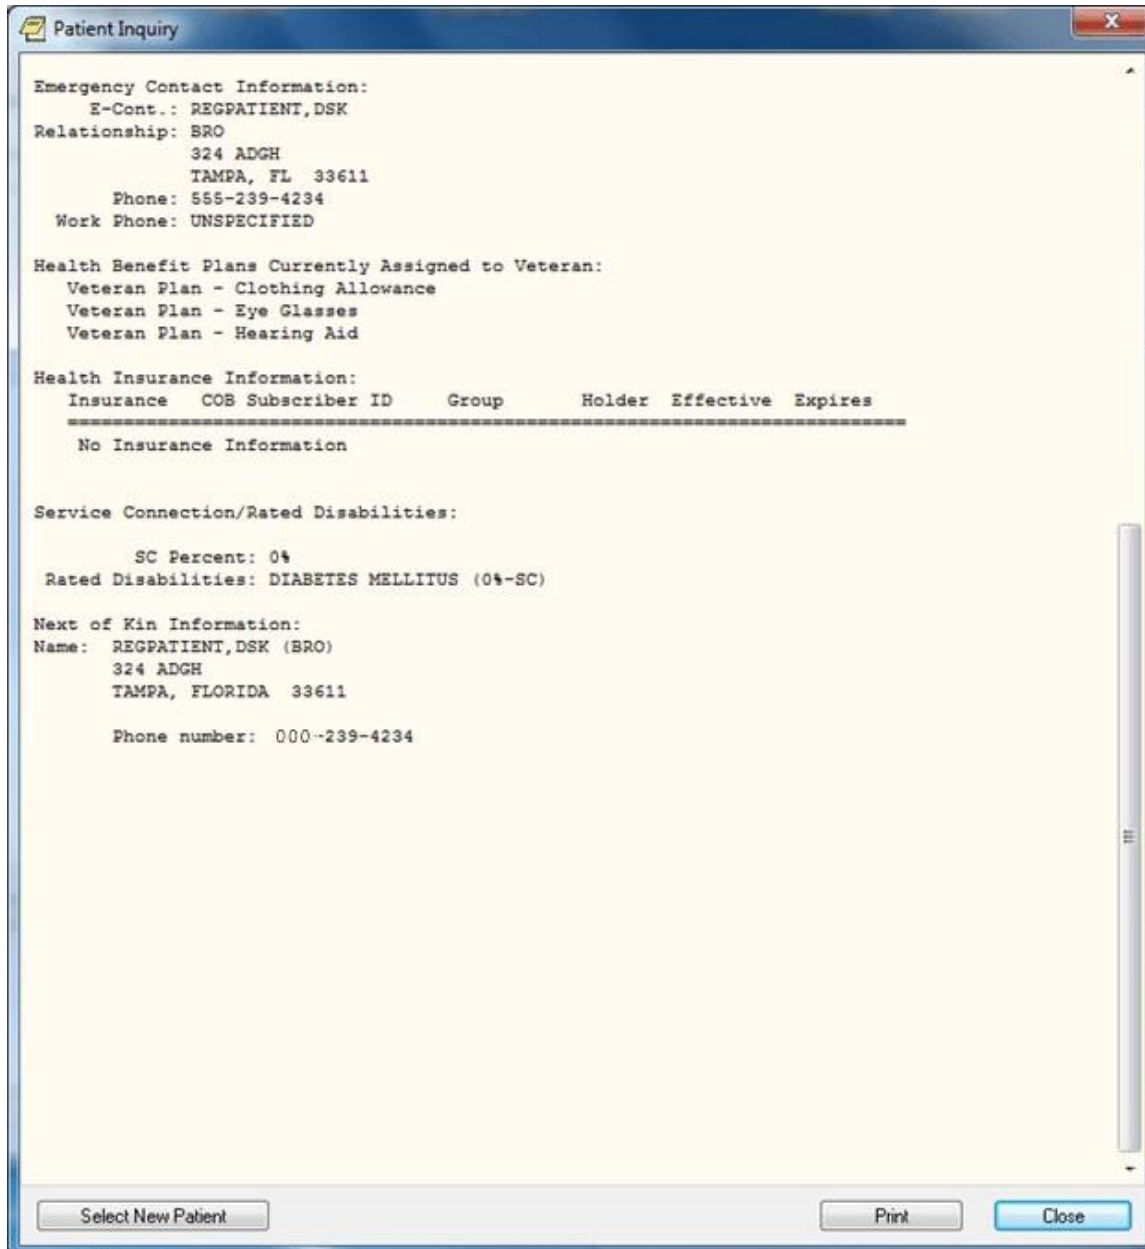 Patient Inquiry
Emergency Contact Information:
E-Cont.: REGPATIENT,DSK
Relationship: BRO
324 ADGH
TAMPA, FL  33611
Phone: 555-239-4234
Work Phone: UNSPECIFIED
Health Benefit Plans Currently Assigned to Veteran:
Veteran Plan - Clothing Allowance
Veteran Plan - Eye Glasses
Veteran Plan - Hearing Aid
Health Insurance Information:
Insurance   COB Subscriber ID     Group       Holder  Effective  Expires
===========================================================================
No Insurance Information
Service Connection/Rated Disabilities:
SC Percent: 0%
Rated Disabilities: DIABETES MELLITUS (0%-SC)
Next of Kin Information:
Name:  REGPATIENT,DSK (BRO)
324 ADGH
TAMPA, FLORIDA  33611
Phone number:  000--239-4234
Select New Patient Print Close